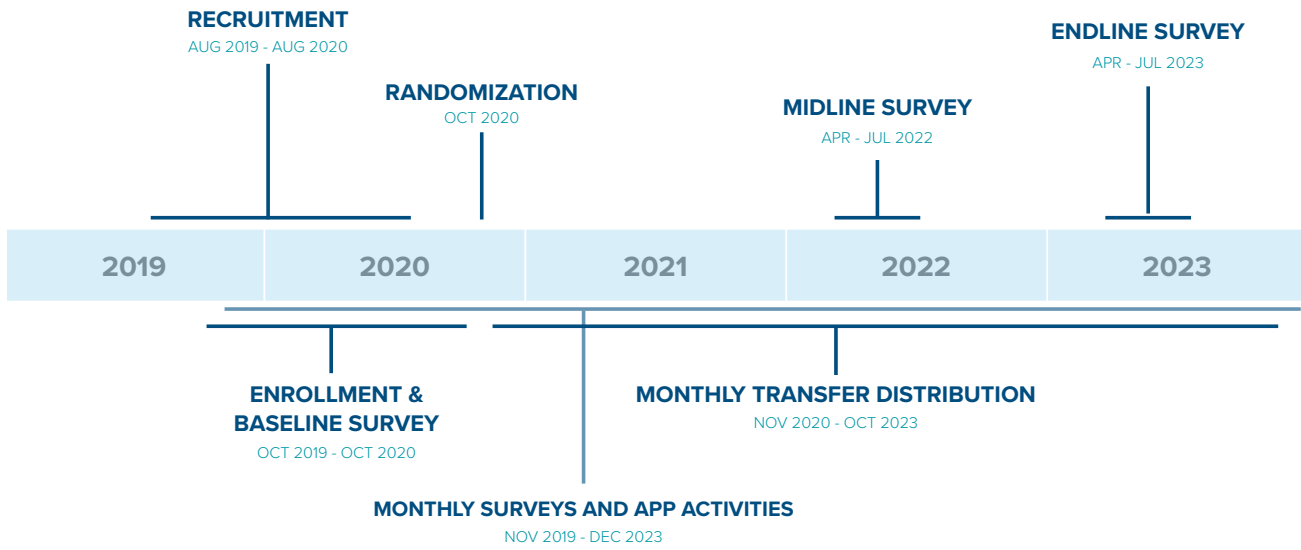 RECRUITMENT
AUG 2019 - AUG 2020
RANDOMIZATION
OCT 2020
MIDLINE SURVEY
APR - JUL 2022
ENDLINE SURVEY
APR - JUL 2023
2019
2020
2021
2022
2023
ENROLLMENT &
BASELINE SURVEY
OCT 2019 - OCT 2020
MONTHLY TRANSFER DISTRIBUTION
NOV 2020 - OCT 2023
MONTHLY SURVEYS AND APP ACTIVITIES
NOV 2019 - DEC 2023